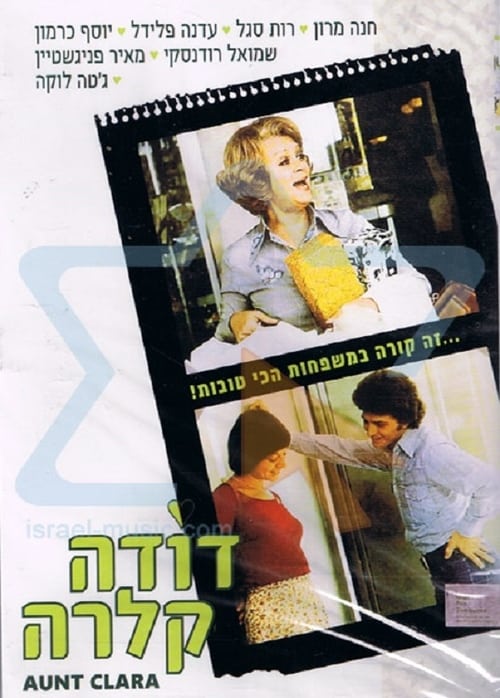 חנה מרון ♥ רות סגל ♥ עדנה פלידל ♥ יוסף כרמון
שמואל רודנסקי ♥ מאיר פניגשטיין
♥ ג'טה לוקה
...זה קורה במשפחות הכי טובות!
israel-music.com
דודה
קלרה
AUNT CLARA